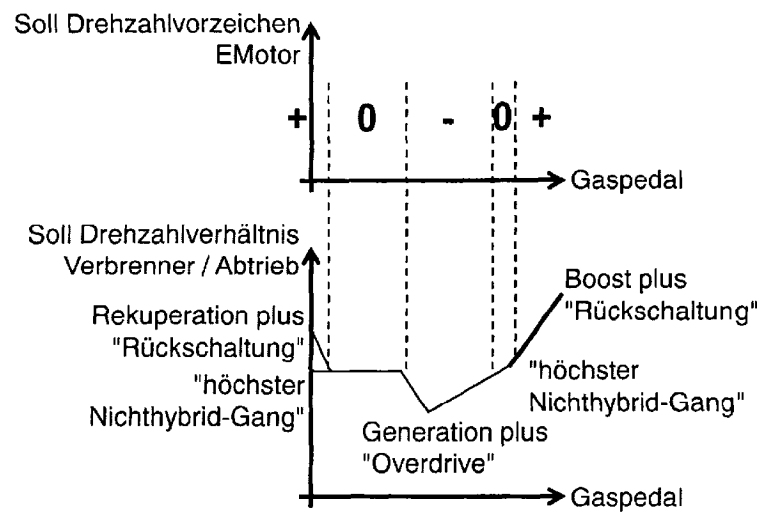 Soll Drehzahlvorzeichen
EMotor
+ 0 - 0 +
Gaspedal
Soll Drehzahlverhältnis
Verbrenner / Abtrieb
Boost plus
"Rückschaltung"
Rekuperation plus
"Rückschaltung"
"höchster
Nichthybrid-Gang"
"höchster
Nichthybrid-Gang"
Generation plus
"Overdrive"
Gaspedal